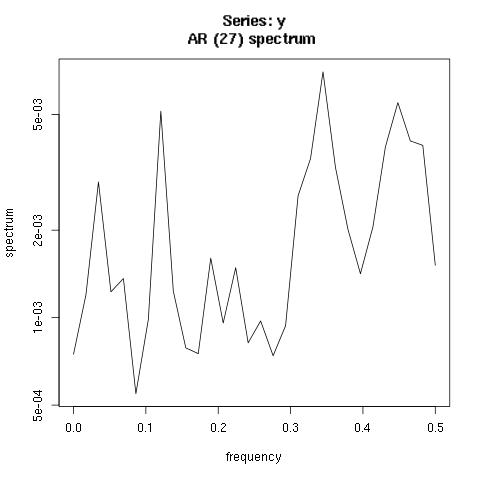 Series: y
AR (27) spectrum
5e-03
2e-03
1e-03
5e-04
spectrum
0.0 0.1 0.2 0.3 0.4 0.5
frequency